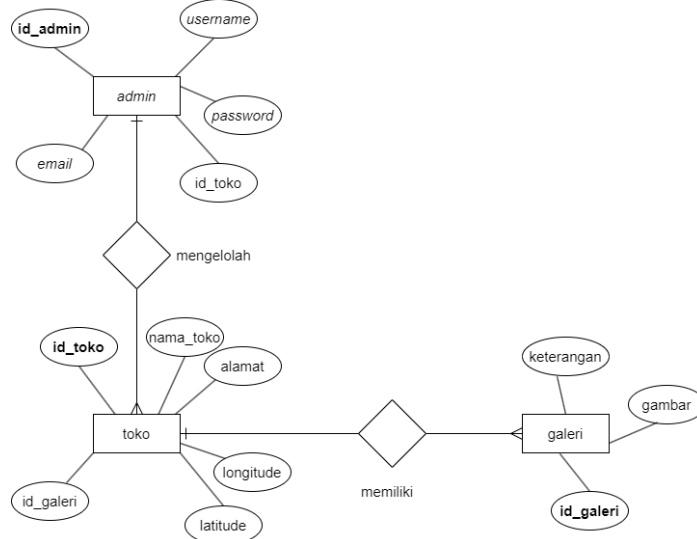 username
id_admin
admin
password
email
id_toko
mengelolah
nama_toko
id_toko
alamat
keterangan
gambar
toko
galeri
longitude
id_galeri
memiliki
id_galeri
latitude